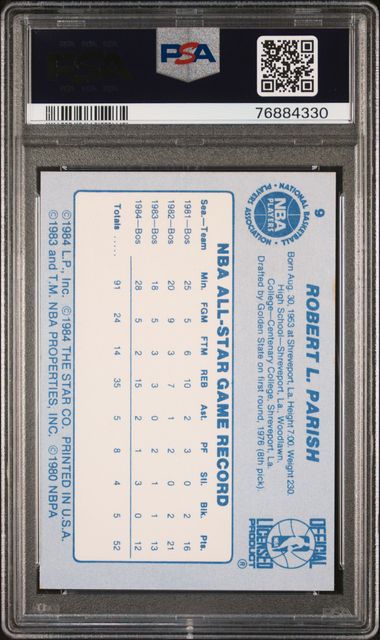 PSA
PSA
76884330
9
NATIONAL BASKETBALL
NBA
PLAYERS
PLAYERS ASSOCIATION
ROBERT L. PARISH
Born Aug. 30, 1953 at Shreveport, La. Height 7:00. Weight 230.
High School—Shreveport, La. Woodlawn.
College—Centenary College, Shreveport, La.
Drafted by Golden State on first round, 1976 (8th pick).
OFFICIAL
LICENSED
PRODUCT
®
NBA ALL-STAR GAME RECORD
Sea.—Team Min. FGM FTM REB Ast. PF Stl. Blk. Pts.
1981—Bos 25 5 6 10 2 3 0 2 16
1982—Bos 20 9 3 7 1 2 0 2 21
1983—Bos 18 5 3 3 0 2 1 1 13
1984—Bos 28 5 2 15 2 1 3 0 12
Totals ..... 91 24 14 35 5 8 4 5 52
©1984 L.P., Inc. ©1984 THE STAR CO. PRINTED IN U.S.A.
©1983 and T.M. NBA PROPERTIES, INC. ©1980 NBPA